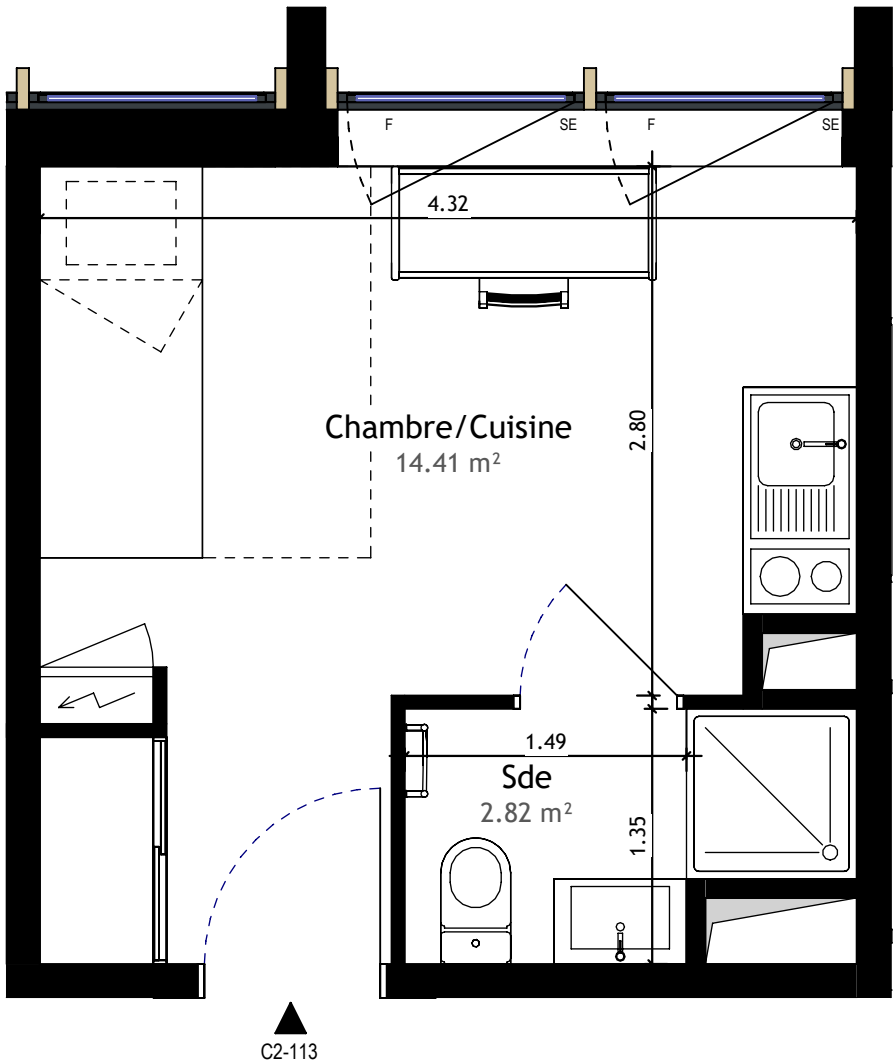 F SE F SE
4.32
2.80
Chambre/Cuisine
14.41 m²
1.49
Sde
2.82 m²
1.35
C2-113